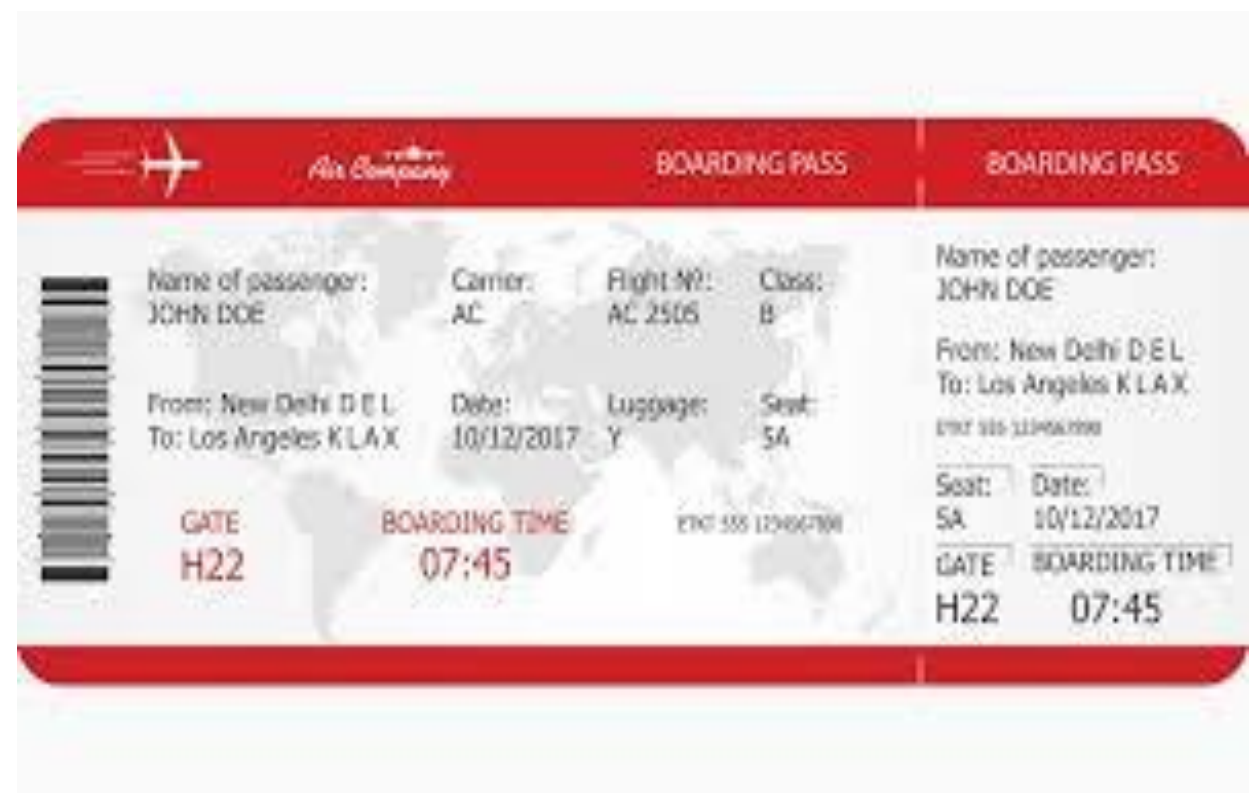 Air Company
BOARDING PASS
Name of passenger:
JOHN DOE
Carrier:
AC
Flight №:
AC 2505
Class:
B
From: New Delhi D E L
To: Los Angeles K L A X
Date:
10/12/2017
Luggage:
Y
Seat:
5A
GATE
H22
BOARDING TIME
07:45
BOARDING PASS
Name of passenger:
JOHN DOE
From: New Delhi D E L
To: Los Angeles K L A X
Seat:
5A
Date:
10/12/2017
GATE
H22
BOARDING TIME
07:45